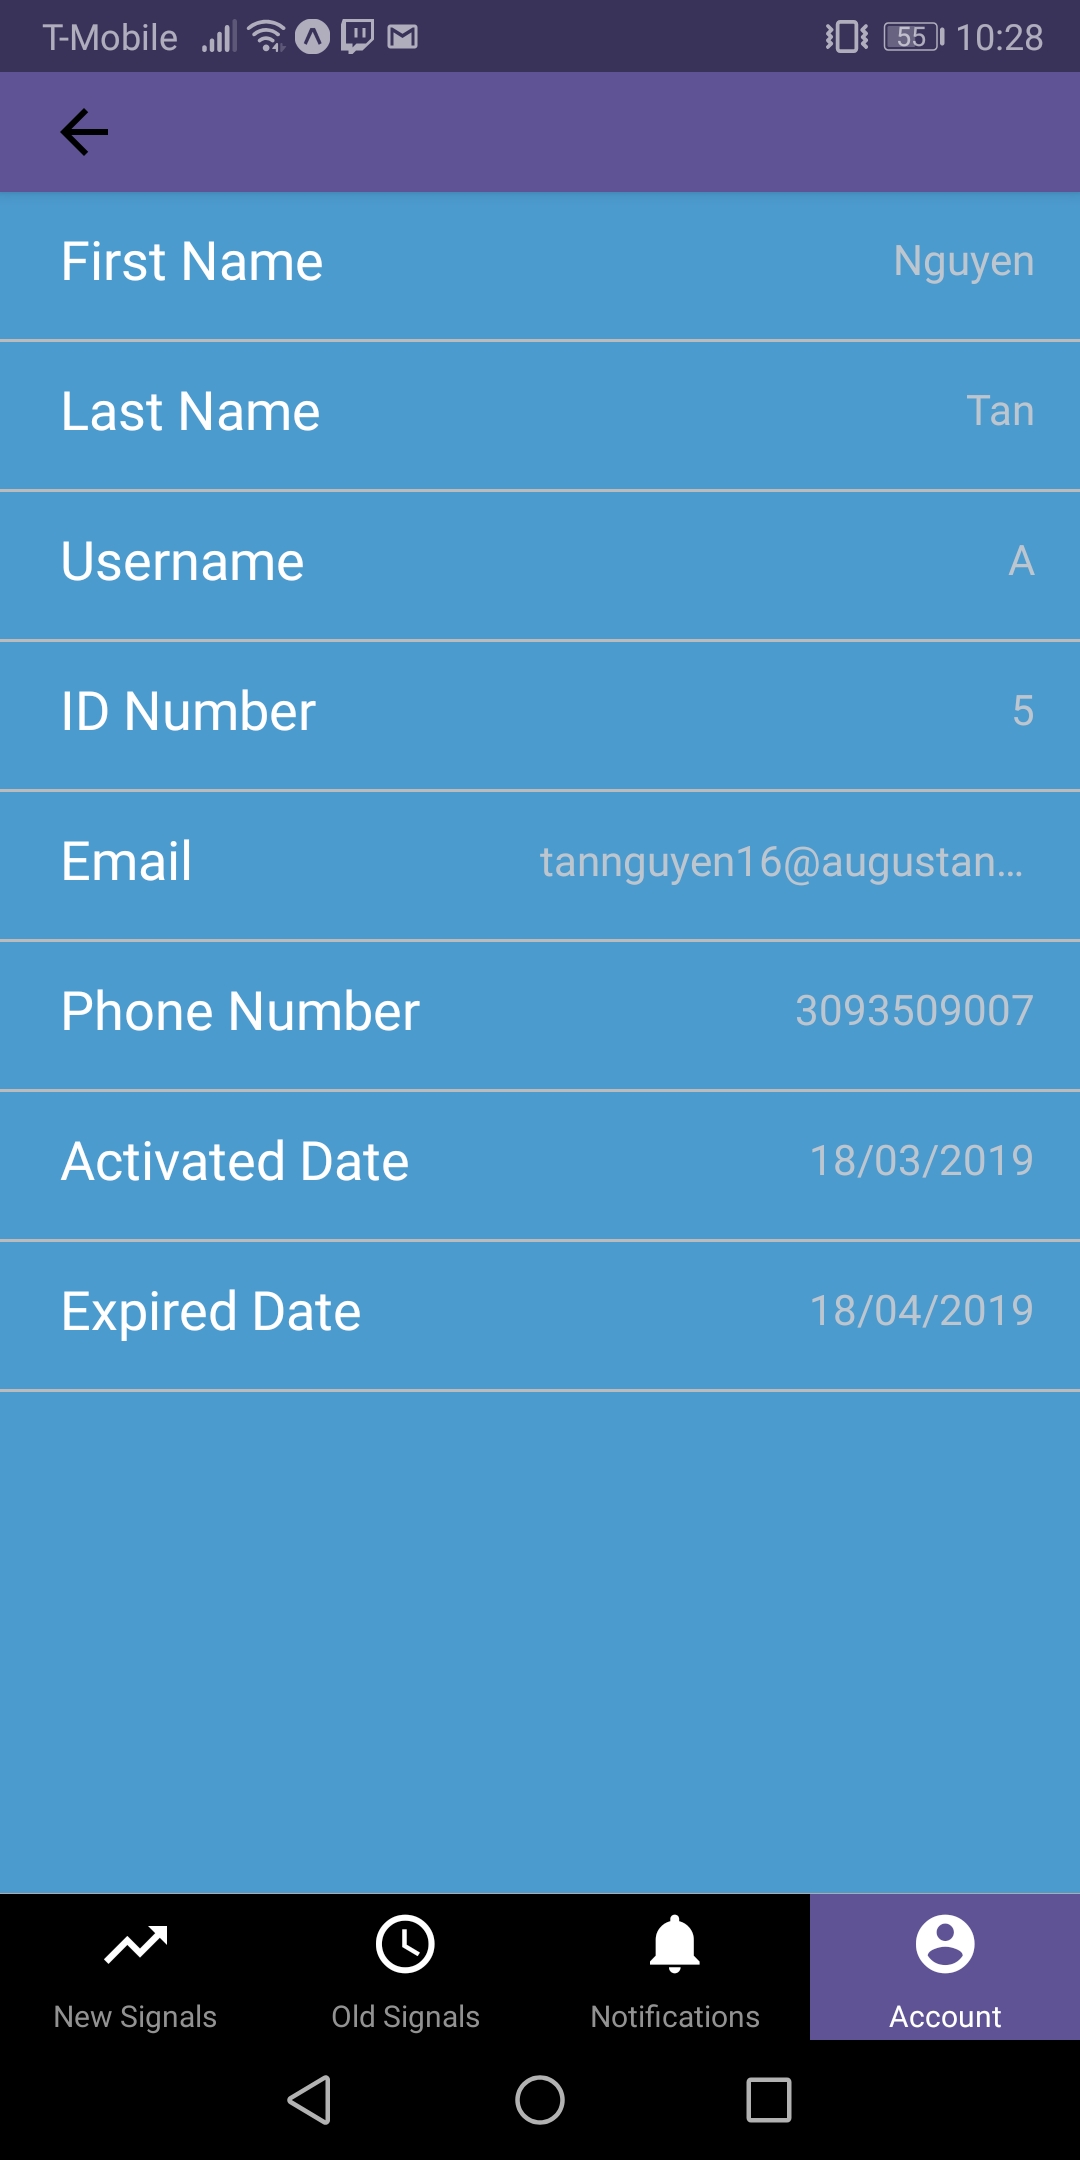 T-Mobile 55 10:28
First Name Nguyen
Last Name Tan
Username A
ID Number 5
Email tannguyen16@augustan...
Phone Number 3093509007
Activated Date 18/03/2019
Expired Date 18/04/2019
New Signals Old Signals Notifications Account